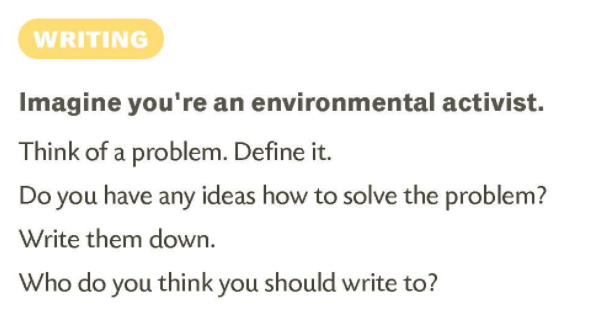 WRITING
Imagine you're an environmental activist.
Think of a problem. Define it.
Do you have any ideas how to solve the problem?
Write them down.
Who do you think you should write to?